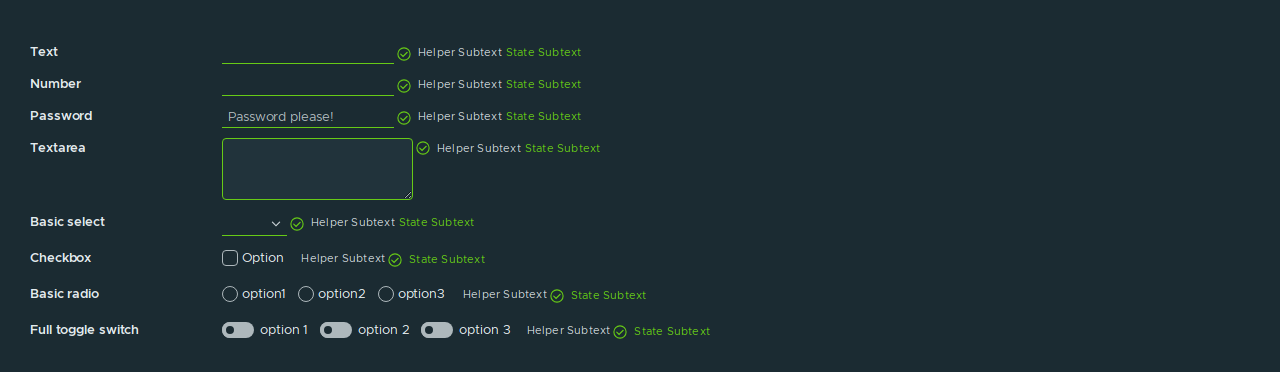 Text Helper Subtext State Subtext
Number Helper Subtext State Subtext
Password Password please! Helper Subtext State Subtext
Textarea Helper Subtext State Subtext
Basic select Helper Subtext State Subtext
Checkbox Option Helper Subtext State Subtext
Basic radio option1 option2 option3 Helper Subtext State Subtext
Full toggle switch option 1 option 2 option 3 Helper Subtext State Subtext